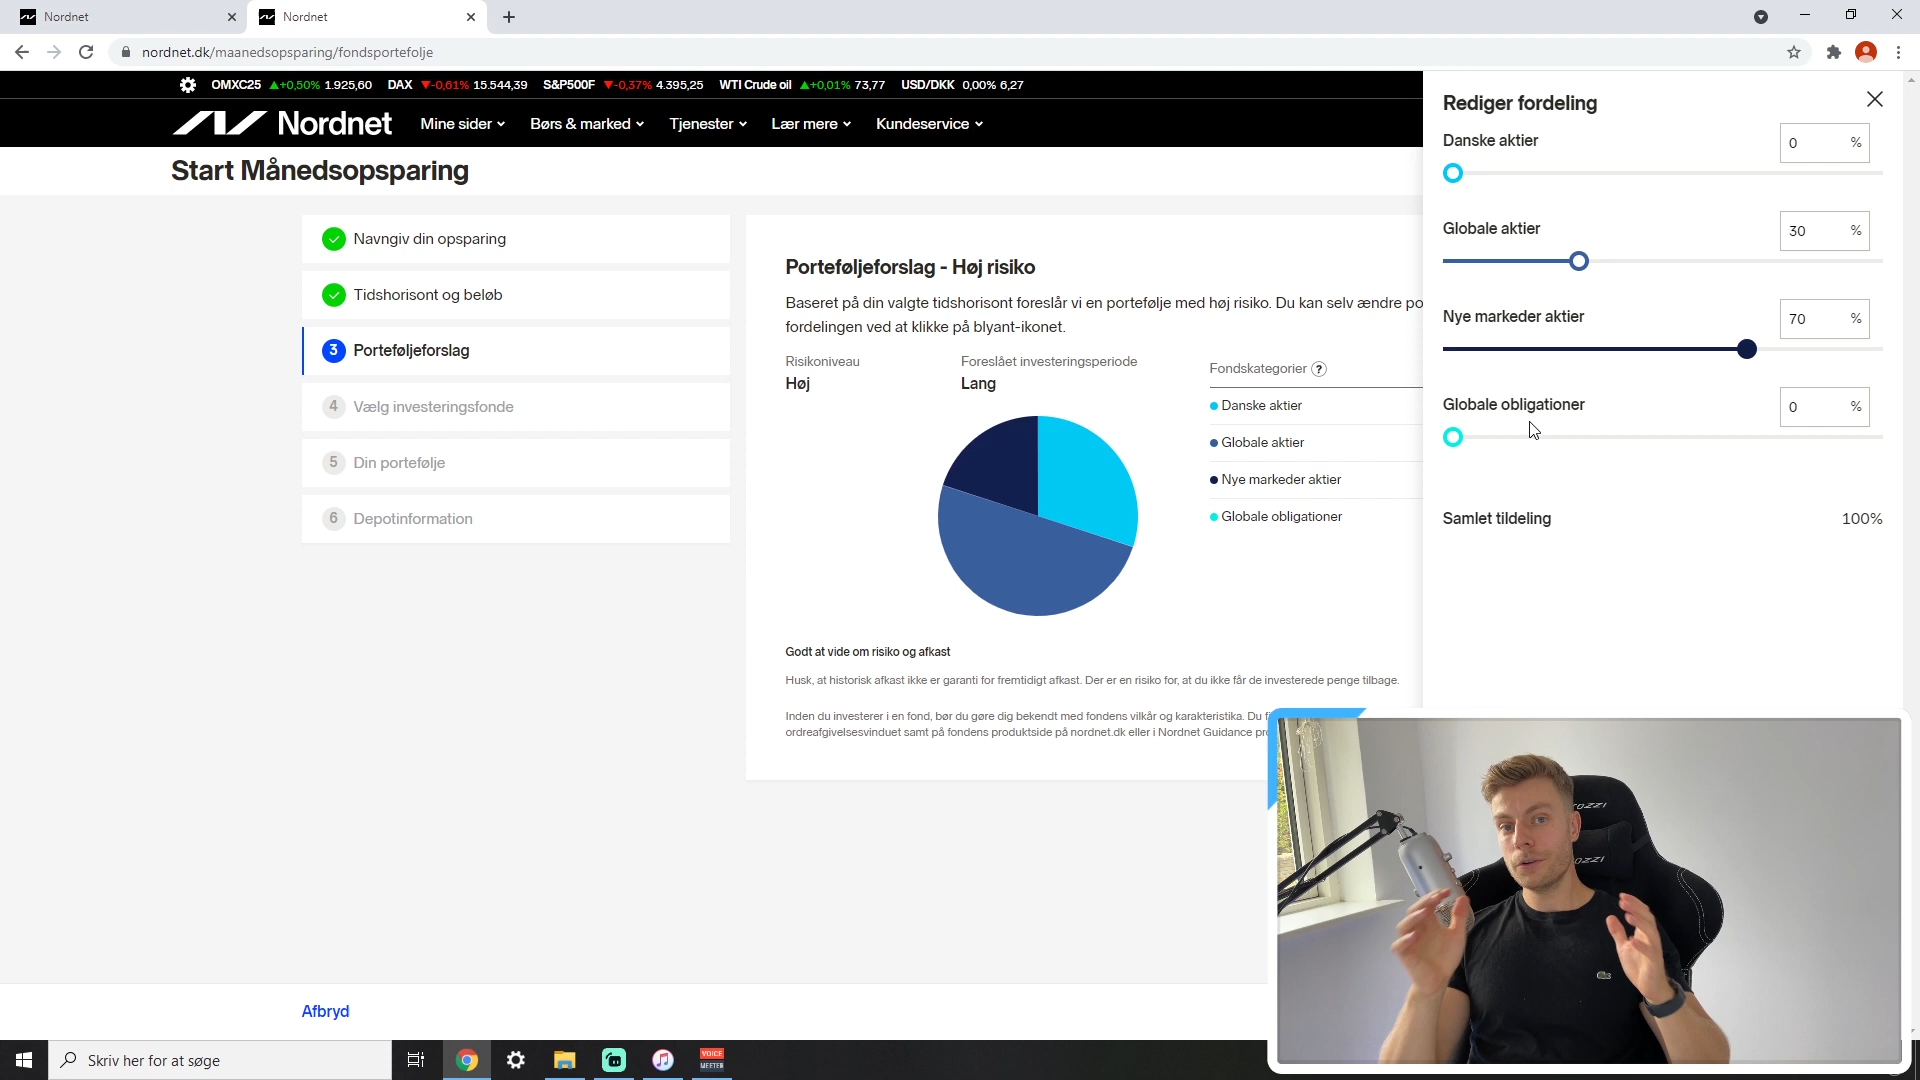 Nordnet
Nordnet
nordnet.dk/maanedsopsparing/fondsportefolje
OMXC25 +0,50% 1.925,60 DAX -0,61% 15.544,39 S&P500F -0,37% 4.395,25 WTI Crude oil +0,01% 73,77 USD/DKK 0,00% 6,27
Nordnet Mine sider Børs & marked Tjenester Lær mere Kundeservice
Start Månedsopsparing
Navngiv din opsparing
Tidshorisont og beløb
3 Porteføljeforslag
4 Vælg investeringsfonde
5 Din portefølje
6 Depotinformation
Porteføljeforslag - Høj risiko
Baseret på din valgte tidshorisont foreslår vi en portefølje med høj risiko. Du kan selv ændre po
fordelingen ved at klikke på blyant-ikonet.
Risikoniveau
Høj
Foreslået investeringsperiode
Lang
Fondskategorier ?
Danske aktier
Globale aktier
Nye markeder aktier
Globale obligationer
Godt at vide om risiko og afkast
Husk, at historisk afkast ikke er garanti for fremtidigt afkast. Der er en risiko for, at du ikke får de investerede penge tilbage.
Inden du investerer i en fond, bør du gøre dig bekendt med fondens vilkår og karakteristika. Du f
ordreafgivelsesvinduet samt på fondens produktside på nordnet.dk eller i Nordnet Guidance pr
Afbryd
Rediger fordeling
Danske aktier 0 %
Globale aktier 30 %
Nye markeder aktier 70 %
Globale obligationer 0 %
Samlet tildeling 100%
Skriv her for at søge
VOICE
MEETER